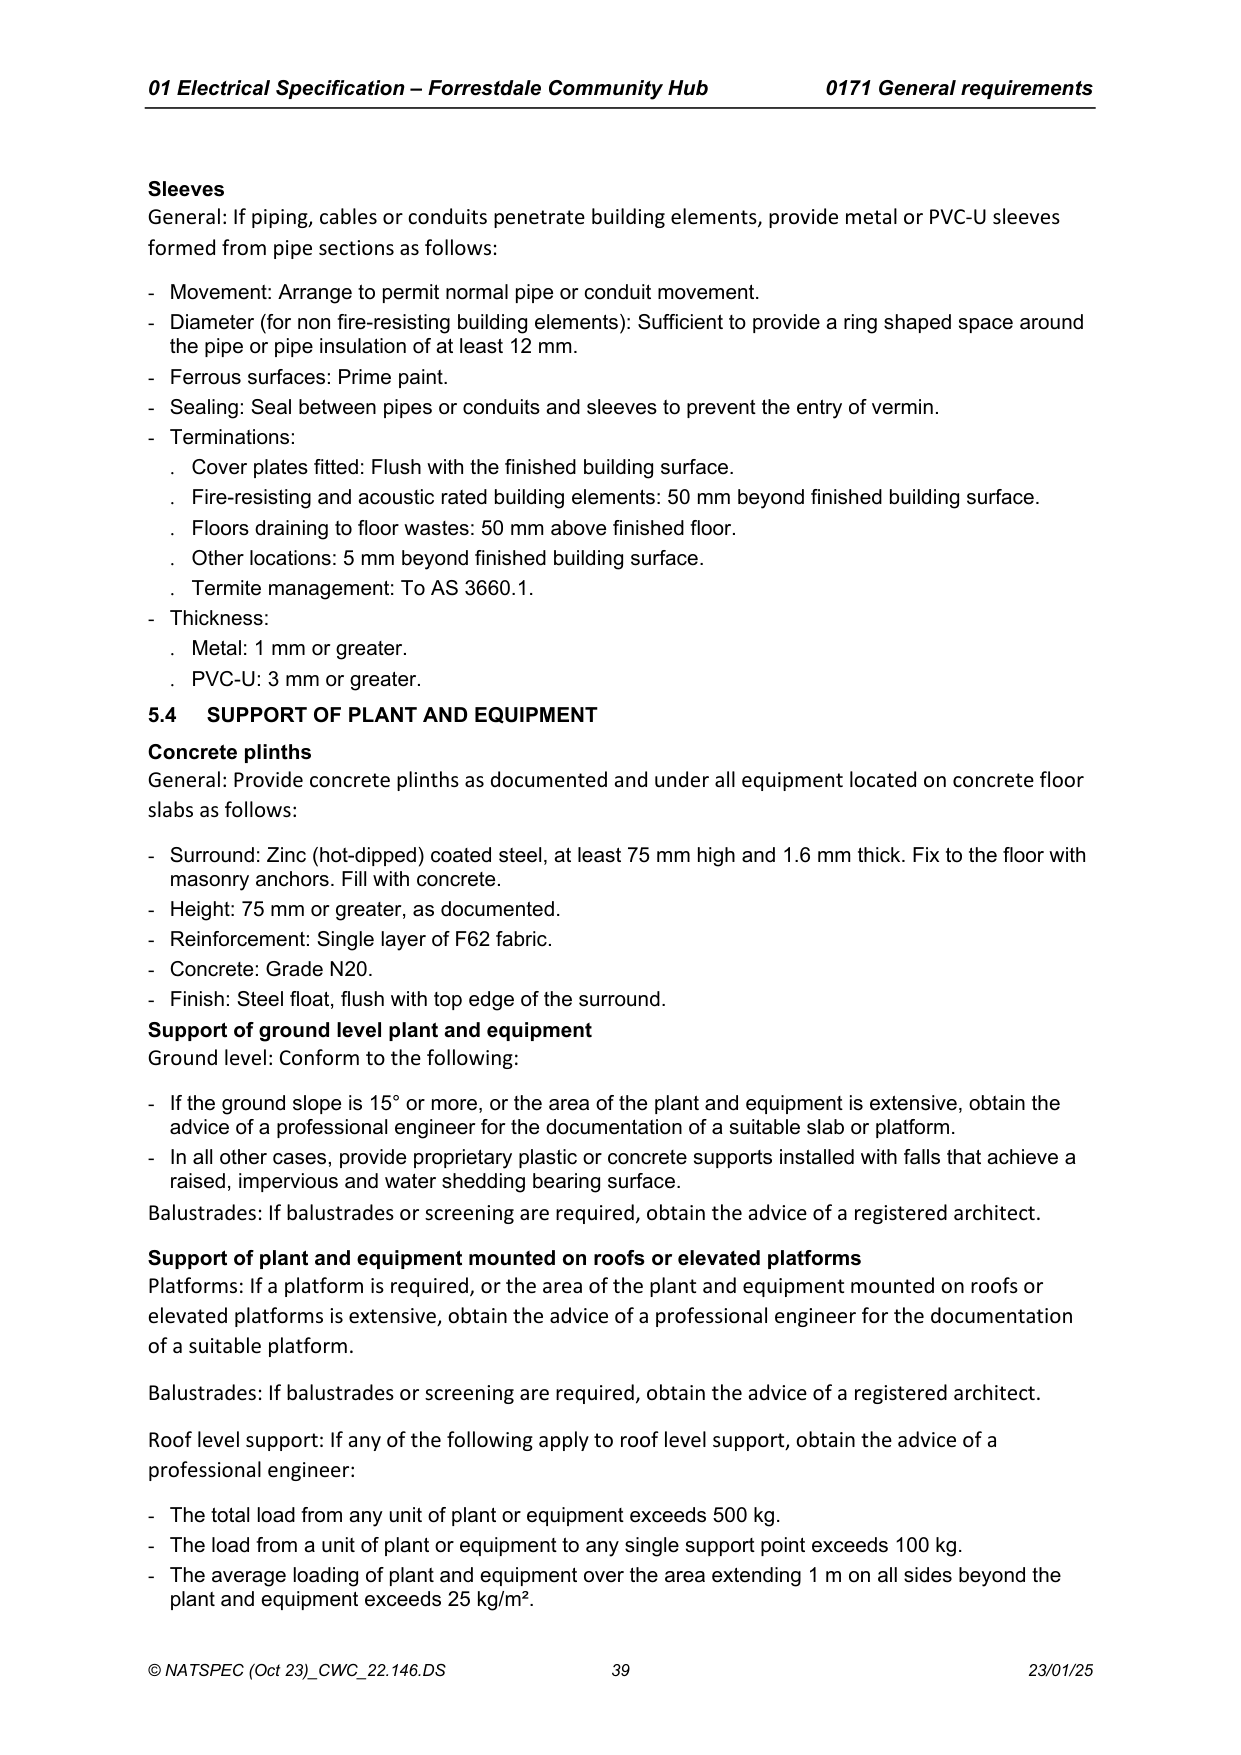 01 Electrical Specification – Forrestdale Community Hub 0171 General requirements
Sleeves
General: If piping, cables or conduits penetrate building elements, provide metal or PVC-U sleeves
formed from pipe sections as follows:
- Movement: Arrange to permit normal pipe or conduit movement.
- Diameter (for non fire-resisting building elements): Sufficient to provide a ring shaped space around
the pipe or pipe insulation of at least 12 mm.
- Ferrous surfaces: Prime paint.
- Sealing: Seal between pipes or conduits and sleeves to prevent the entry of vermin.
- Terminations:
. Cover plates fitted: Flush with the finished building surface.
. Fire-resisting and acoustic rated building elements: 50 mm beyond finished building surface.
. Floors draining to floor wastes: 50 mm above finished floor.
. Other locations: 5 mm beyond finished building surface.
. Termite management: To AS 3660.1.
- Thickness:
. Metal: 1 mm or greater.
. PVC-U: 3 mm or greater.
5.4 SUPPORT OF PLANT AND EQUIPMENT
Concrete plinths
General: Provide concrete plinths as documented and under all equipment located on concrete floor
slabs as follows:
- Surround: Zinc (hot-dipped) coated steel, at least 75 mm high and 1.6 mm thick. Fix to the floor with
masonry anchors. Fill with concrete.
- Height: 75 mm or greater, as documented.
- Reinforcement: Single layer of F62 fabric.
- Concrete: Grade N20.
- Finish: Steel float, flush with top edge of the surround.
Support of ground level plant and equipment
Ground level: Conform to the following:
- If the ground slope is 15° or more, or the area of the plant and equipment is extensive, obtain the
advice of a professional engineer for the documentation of a suitable slab or platform.
- In all other cases, provide proprietary plastic or concrete supports installed with falls that achieve a
raised, impervious and water shedding bearing surface.
Balustrades: If balustrades or screening are required, obtain the advice of a registered architect.
Support of plant and equipment mounted on roofs or elevated platforms
Platforms: If a platform is required, or the area of the plant and equipment mounted on roofs or
elevated platforms is extensive, obtain the advice of a professional engineer for the documentation
of a suitable platform.
Balustrades: If balustrades or screening are required, obtain the advice of a registered architect.
Roof level support: If any of the following apply to roof level support, obtain the advice of a
professional engineer:
- The total load from any unit of plant or equipment exceeds 500 kg.
- The load from a unit of plant or equipment to any single support point exceeds 100 kg.
- The average loading of plant and equipment over the area extending 1 m on all sides beyond the
plant and equipment exceeds 25 kg/m².
© NATSPEC (Oct 23)_CWC_22.146.DS 39 23/01/25